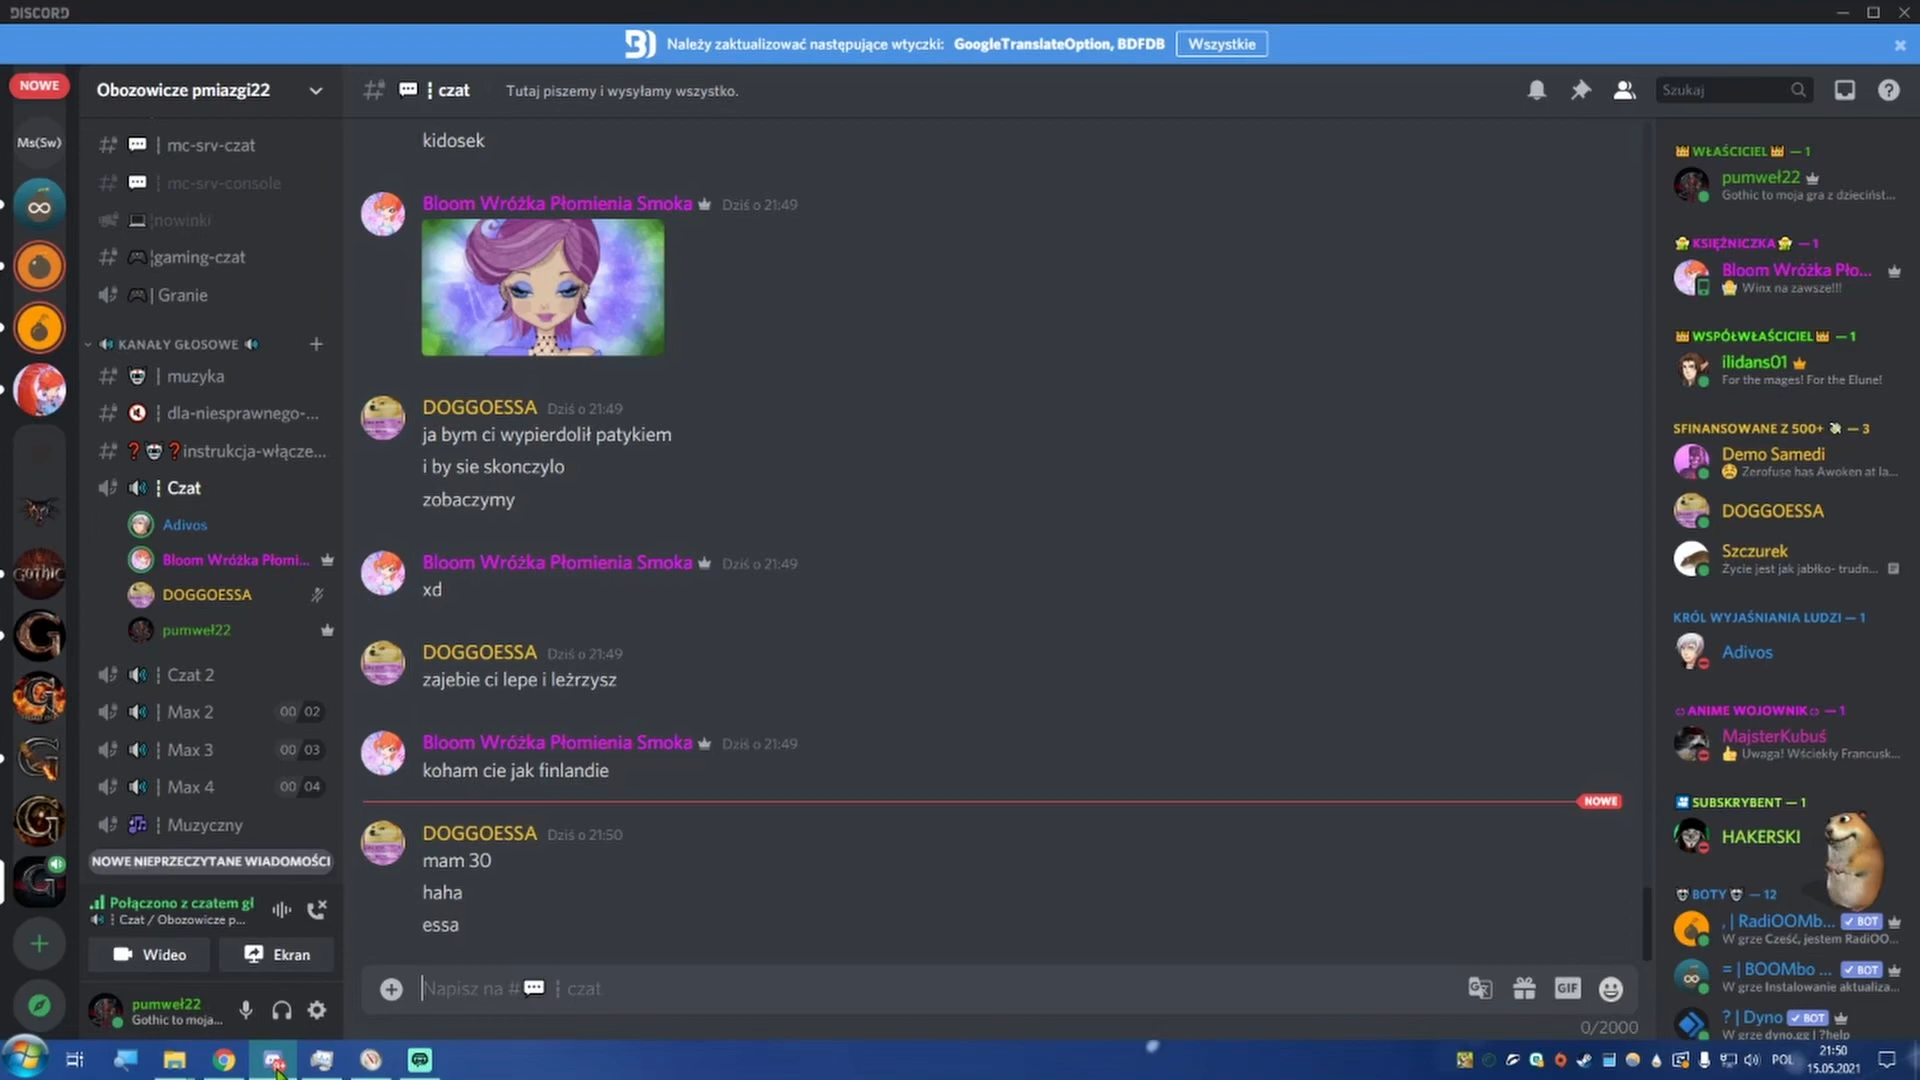 DISCORD
Należy zaktualizować następujące wtyczki: GoogleTranslateOption, BDFDB Wszystkie
NOWE
Ms(Sw)
GOTHIC
Obozowicze pmiazgi22
mc-srv-czat
mc-srv-console
¦nowinki
¦gaming-czat
| Granie
KANAŁY GŁOSOWE
| muzyka
¦ dla-niesprawnego-...
instrukcja-włącze...
¦ Czat
Adivos
Bloom Wróżka Płomi...
DOGGOESSA
pumweł22
¦ Czat 2
¦ Max 2 00 02
¦ Max 3 00 03
¦ Max 4 00 04
¦ Muzyczny
NOWE NIEPRZECZYTANE WIADOMOŚCI
Połączono z czatem gł
¦ Czat / Obozowicze p...
Wideo Ekran
pumweł22
Gothic to moja...
¦ czat Tutaj piszemy i wysyłamy wszystko.
Szukaj
kidosek
Bloom Wróżka Płomienia Smoka Dziś o 21:49
DOGGOESSA Dziś o 21:49
ja bym ci wypierdolił patykiem
i by sie skonczylo
zobaczymy
Bloom Wróżka Płomienia Smoka Dziś o 21:49
xd
DOGGOESSA Dziś o 21:49
zajebie ci lepe i leżrzysz
Bloom Wróżka Płomienia Smoka Dziś o 21:49
koham cie jak finlandie
NOWE
DOGGOESSA Dziś o 21:50
mam 30
haha
essa
Napisz na # ¦ czat
GIF
0/2000
WŁAŚCICIEL — 1
pumweł22
Gothic to moja gra z dziecińst...
KSIĘŻNICZKA — 1
Bloom Wróżka Pło...
Winx na zawsze!!!
WSPÓŁWŁAŚCICIEL — 1
ilidans01
For the mages! For the Elune!
SFINANSOWANE Z 500+ — 3
Demo Samedi
Zerofuse has Awoken at la...
DOGGOESSA
Szczurek
Życie jest jak jabłko- trudn...
KRÓL WYJAŚNIANIA LUDZI — 1
Adivos
ANIME WOJOWNIK — 1
MajsterKubuś
Uwaga! Wściekły Francusk...
SUBSKRYBENT — 1
HAKERSKI
BOTY — 12
, | RadiOOMb... BOT
W grze Cześć, jestem RadiOO...
= | BOOMbo ... BOT
W grze Instalowanie aktualiza...
? | Dyno BOT
W grze dyno.gg | ?help
POL
21:50
15.05.2021